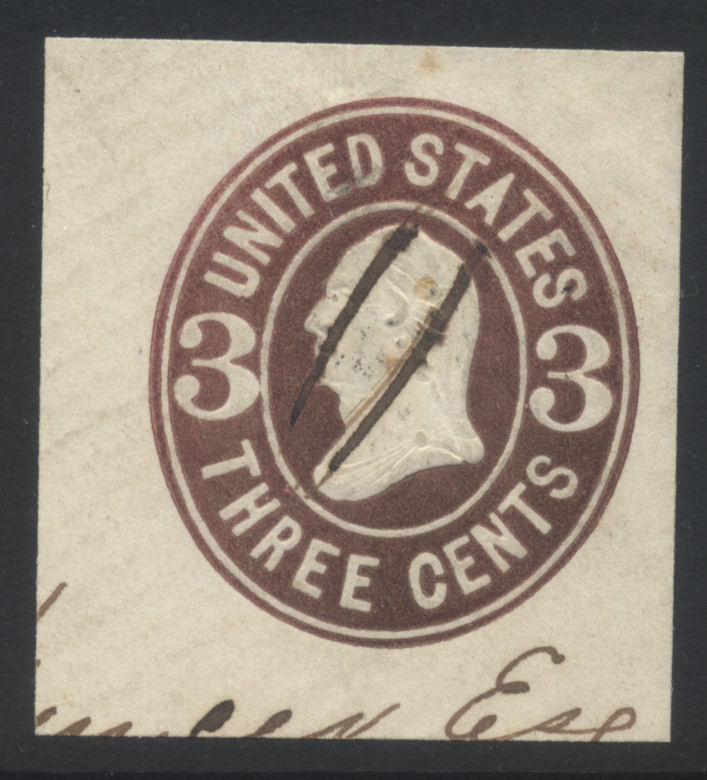 UNITED STATES
3 3
THREE CENTS
Esq